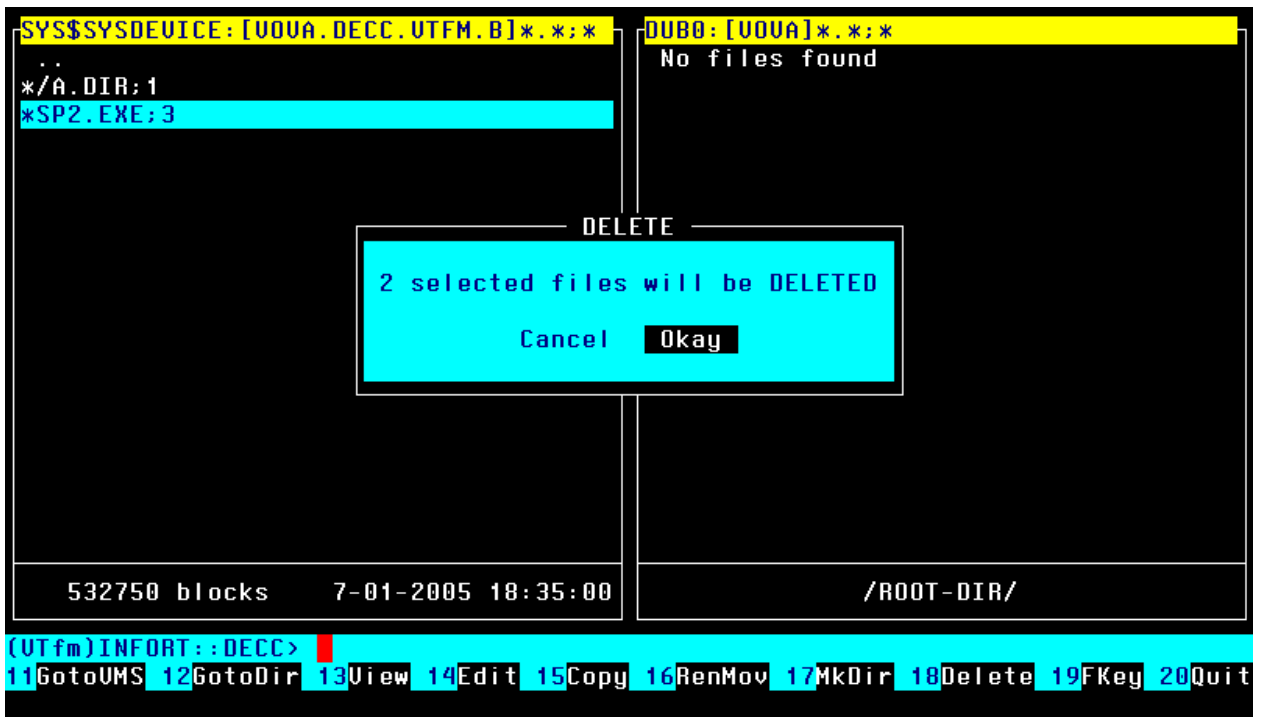 SYS$SYSDEVICE:[VOVA.DECC.VTFM.B]*.*;*
..
*/A.DIR;1
*SP2.EXE;3
532750 blocks 7-01-2005 18:35:00
DUB0:[VOVA]*.*;*
No files found
/ROOT-DIR/
DELETE
2 selected files will be DELETED
Cancel Okay
(VTfm)INFORT::DECC>
11GotoVMS 12GotoDir 13View 14Edit 15Copy 16RenMov 17MkDir 18Delete 19FKey 20Quit